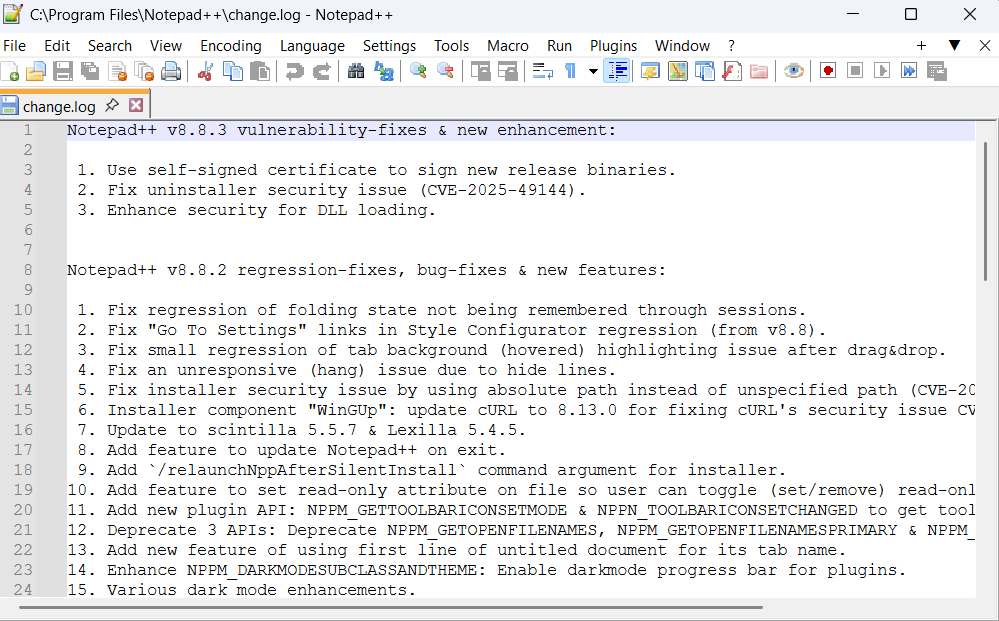 C:\Program Files\Notepad++\change.log - Notepad++
File Edit Search View Encoding Language Settings Tools Macro Run Plugins Window ?
change.log
1 Notepad++ v8.8.3 vulnerability-fixes & new enhancement:
2
3 1. Use self-signed certificate to sign new release binaries.
4 2. Fix uninstaller security issue (CVE-2025-49144).
5 3. Enhance security for DLL loading.
6
7
8 Notepad++ v8.8.2 regression-fixes, bug-fixes & new features:
9
10 1. Fix regression of folding state not being remembered through sessions.
11 2. Fix "Go To Settings" links in Style Configurator regression (from v8.8).
12 3. Fix small regression of tab background (hovered) highlighting issue after drag&drop.
13 4. Fix an unresponsive (hang) issue due to hide lines.
14 5. Fix installer security issue by using absolute path instead of unspecified path (CVE-20
15 6. Installer component "WinGUp": update cURL to 8.13.0 for fixing cURL's security issue CV
16 7. Update to scintilla 5.5.7 & Lexilla 5.4.5.
17 8. Add feature to update Notepad++ on exit.
18 9. Add `/relaunchNppAfterSilentInstall` command argument for installer.
19 10. Add feature to set read-only attribute on file so user can toggle (set/remove) read-onl
20 11. Add new plugin API: NPPM_GETTOOLBARICONSETMODE & NPPN_TOOLBARICONSETCHANGED to get tool
21 12. Deprecate 3 APIs: Deprecate NPPM_GETOPENFILENAMES, NPPM_GETOPENFILENAMESPRIMARY & NPPM_
22 13. Add new feature of using first line of untitled document for its tab name.
23 14. Enhance NPPM_DARKMODESUBCLASSANDTHEME: Enable darkmode progress bar for plugins.
24 15. Various dark mode enhancements.